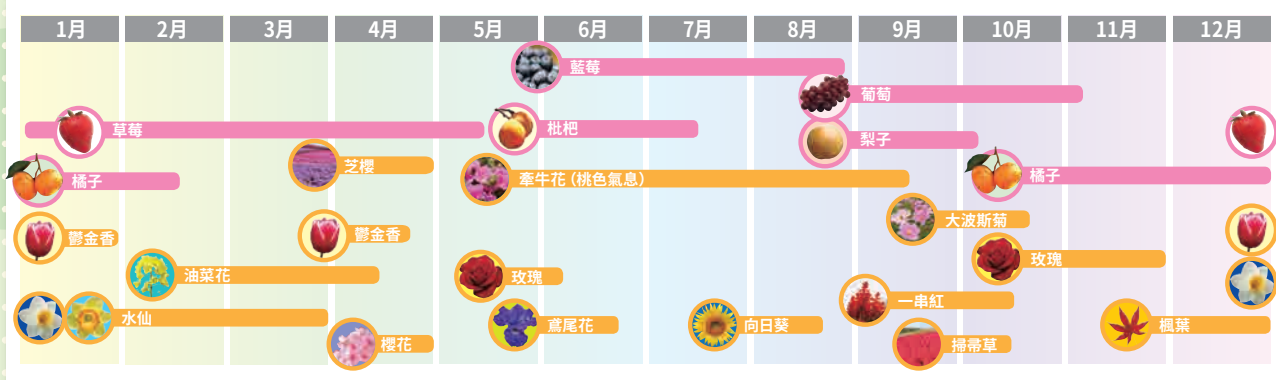 1月 2月 3月 4月 5月 6月 7月 8月 9月 10月 11月 12月
藍莓
葡萄
草莓 枇杷
梨子
芝櫻
橘子 牽牛花 (桃色氣息) 橘子
大波斯菊
鬱金香 鬱金香
玫瑰
油菜花 玫瑰
一串紅
水仙 鳶尾花 向日葵 楓葉
櫻花 掃帚草